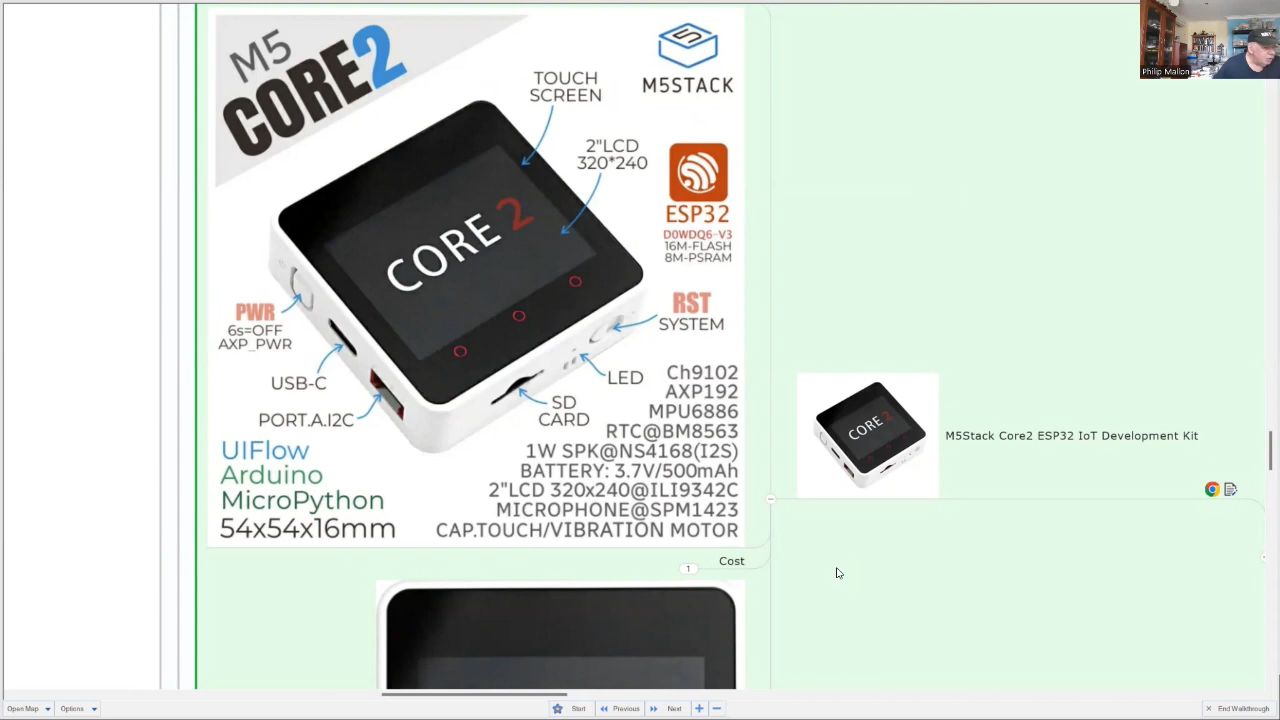 M5
CORE2
5
M5STACK
TOUCH
SCREEN
2"LCD
320*240
ESP32
D0WDQ6-V3
16M-FLASH
8M-PSRAM
CORE 2
PWR
6s=OFF
AXP_PWR
RST
SYSTEM
USB-C
LED
PORT.A.I2C
SD
CARD
Ch9102
AXP192
MPU6886
RTC@BM8563
1W SPK@NS4168(I2S)
BATTERY: 3.7V/500mAh
2"LCD 320x240@ILI9342C
MICROPHONE@SPM1423
CAP.TOUCH/VIBRATION MOTOR
UIFlow
Arduino
MicroPython
54x54x16mm
CORE 2
M5Stack Core2 ESP32 IoT Development Kit
Cost
1
Philip Mallon
Open Map
Options
Start
Previous
Next
End Walkthrough